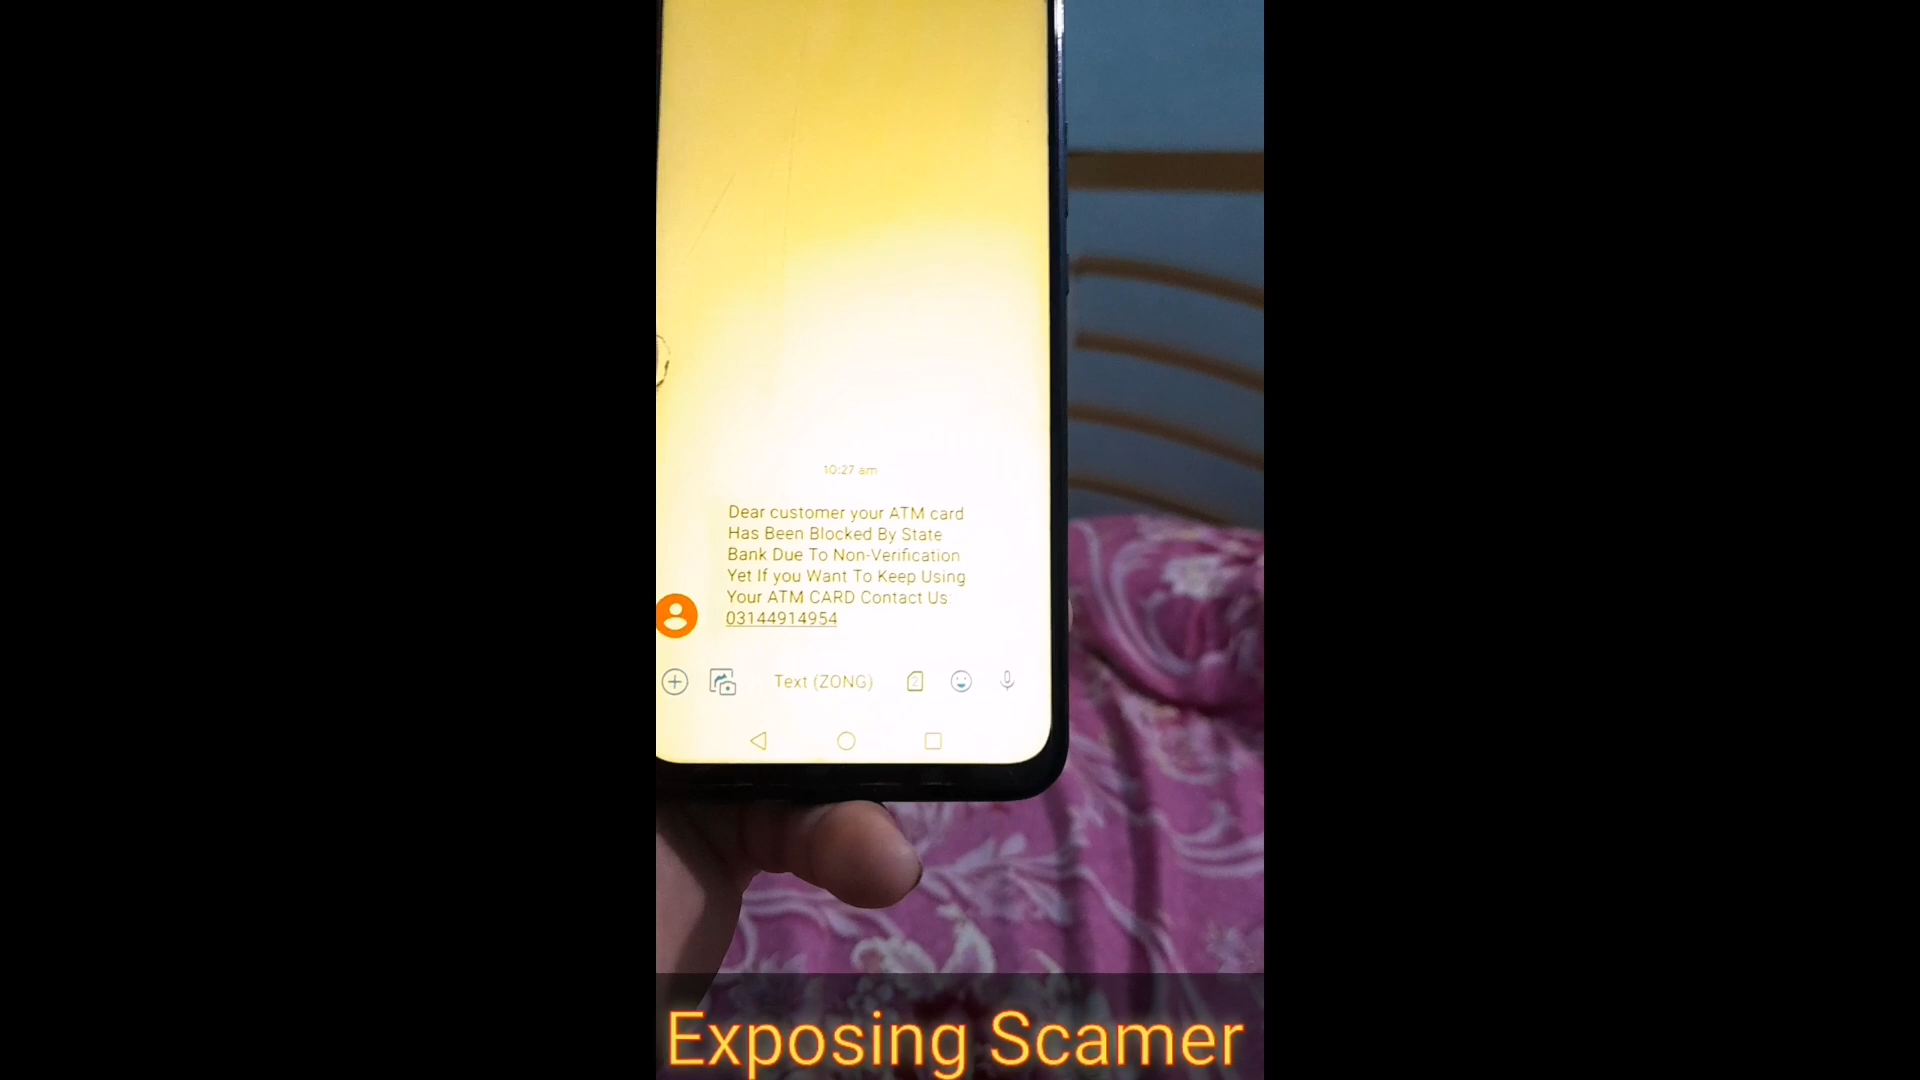 10:27 am
Dear customer your ATM card
Has Been Blocked By State
Bank Due To Non-Verification
Yet If you Want To Keep Using
Your ATM CARD Contact Us:
03144914954
Text (ZONG)
2
Exposing Scamer